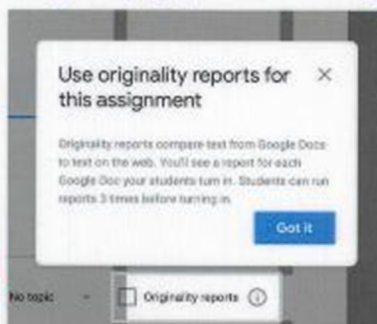 Use originality reports for
this assignment
Originality reports compare text from Google Docs
to text on the web. You'll see a report for each
Google Doc your students turn in. Students can run
reports 3 times before turning in.
Got it
No topic
Originality reports